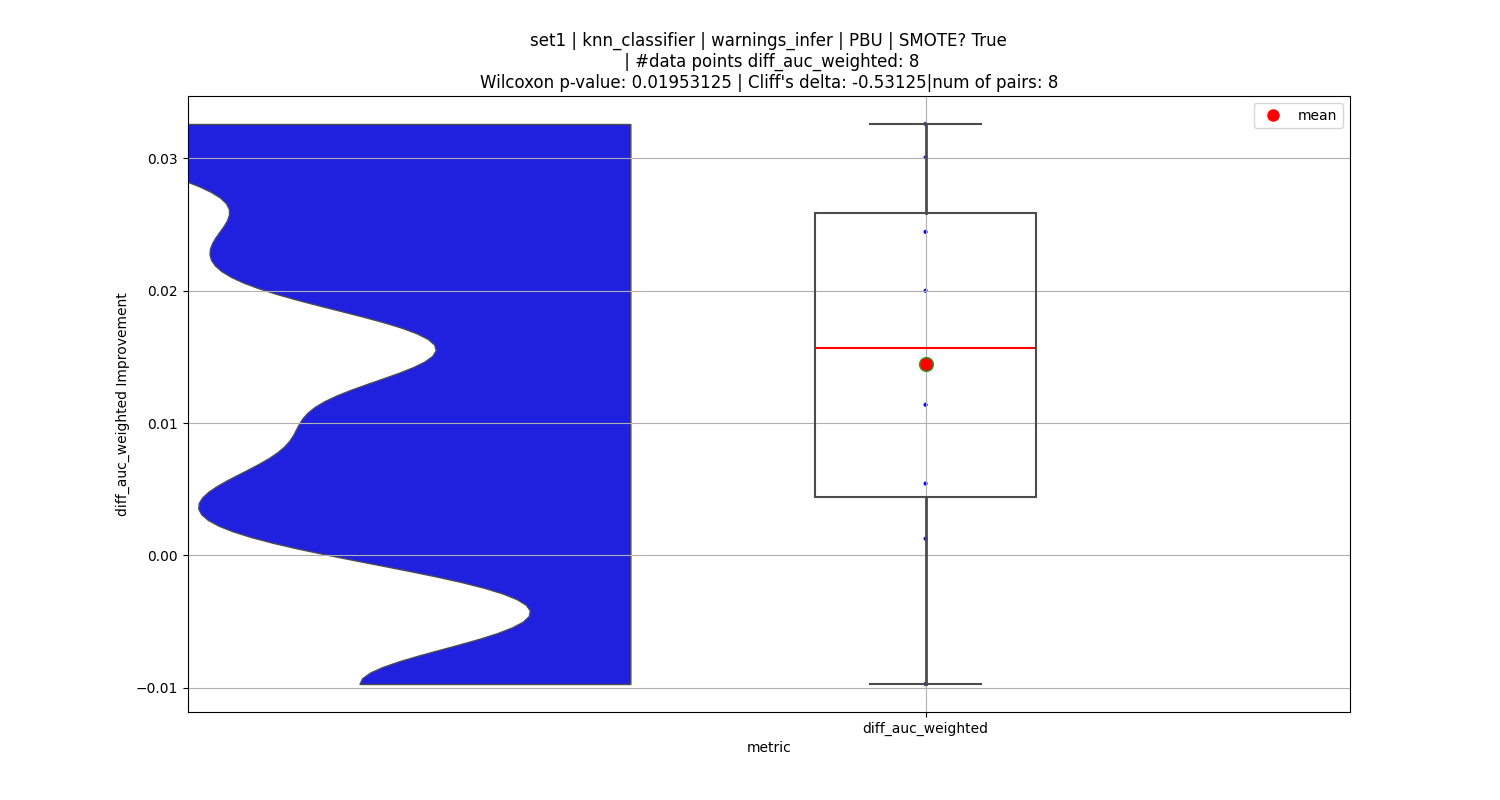 set1 | knn_classifier | warnings_infer | PBU | SMOTE? True
| #data points diff_auc_weighted: 8
Wilcoxon p-value: 0.01953125 | Cliff's delta: -0.53125|num of pairs: 8
mean
0.03
0.02
0.01
0.00
−0.01
diff_auc_weighted Improvement
diff_auc_weighted
metric